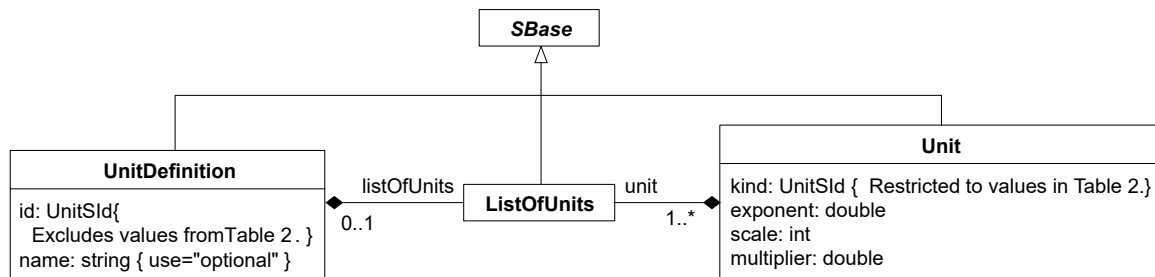 SBase
UnitDefinition
id: UnitSId{
Excludes values fromTable 2. }
name: string { use="optional" }
listOfUnits
0..1
ListOfUnits
unit
1..*
Unit
kind: UnitSId { Restricted to values in Table 2.}
exponent: double
scale: int
multiplier: double